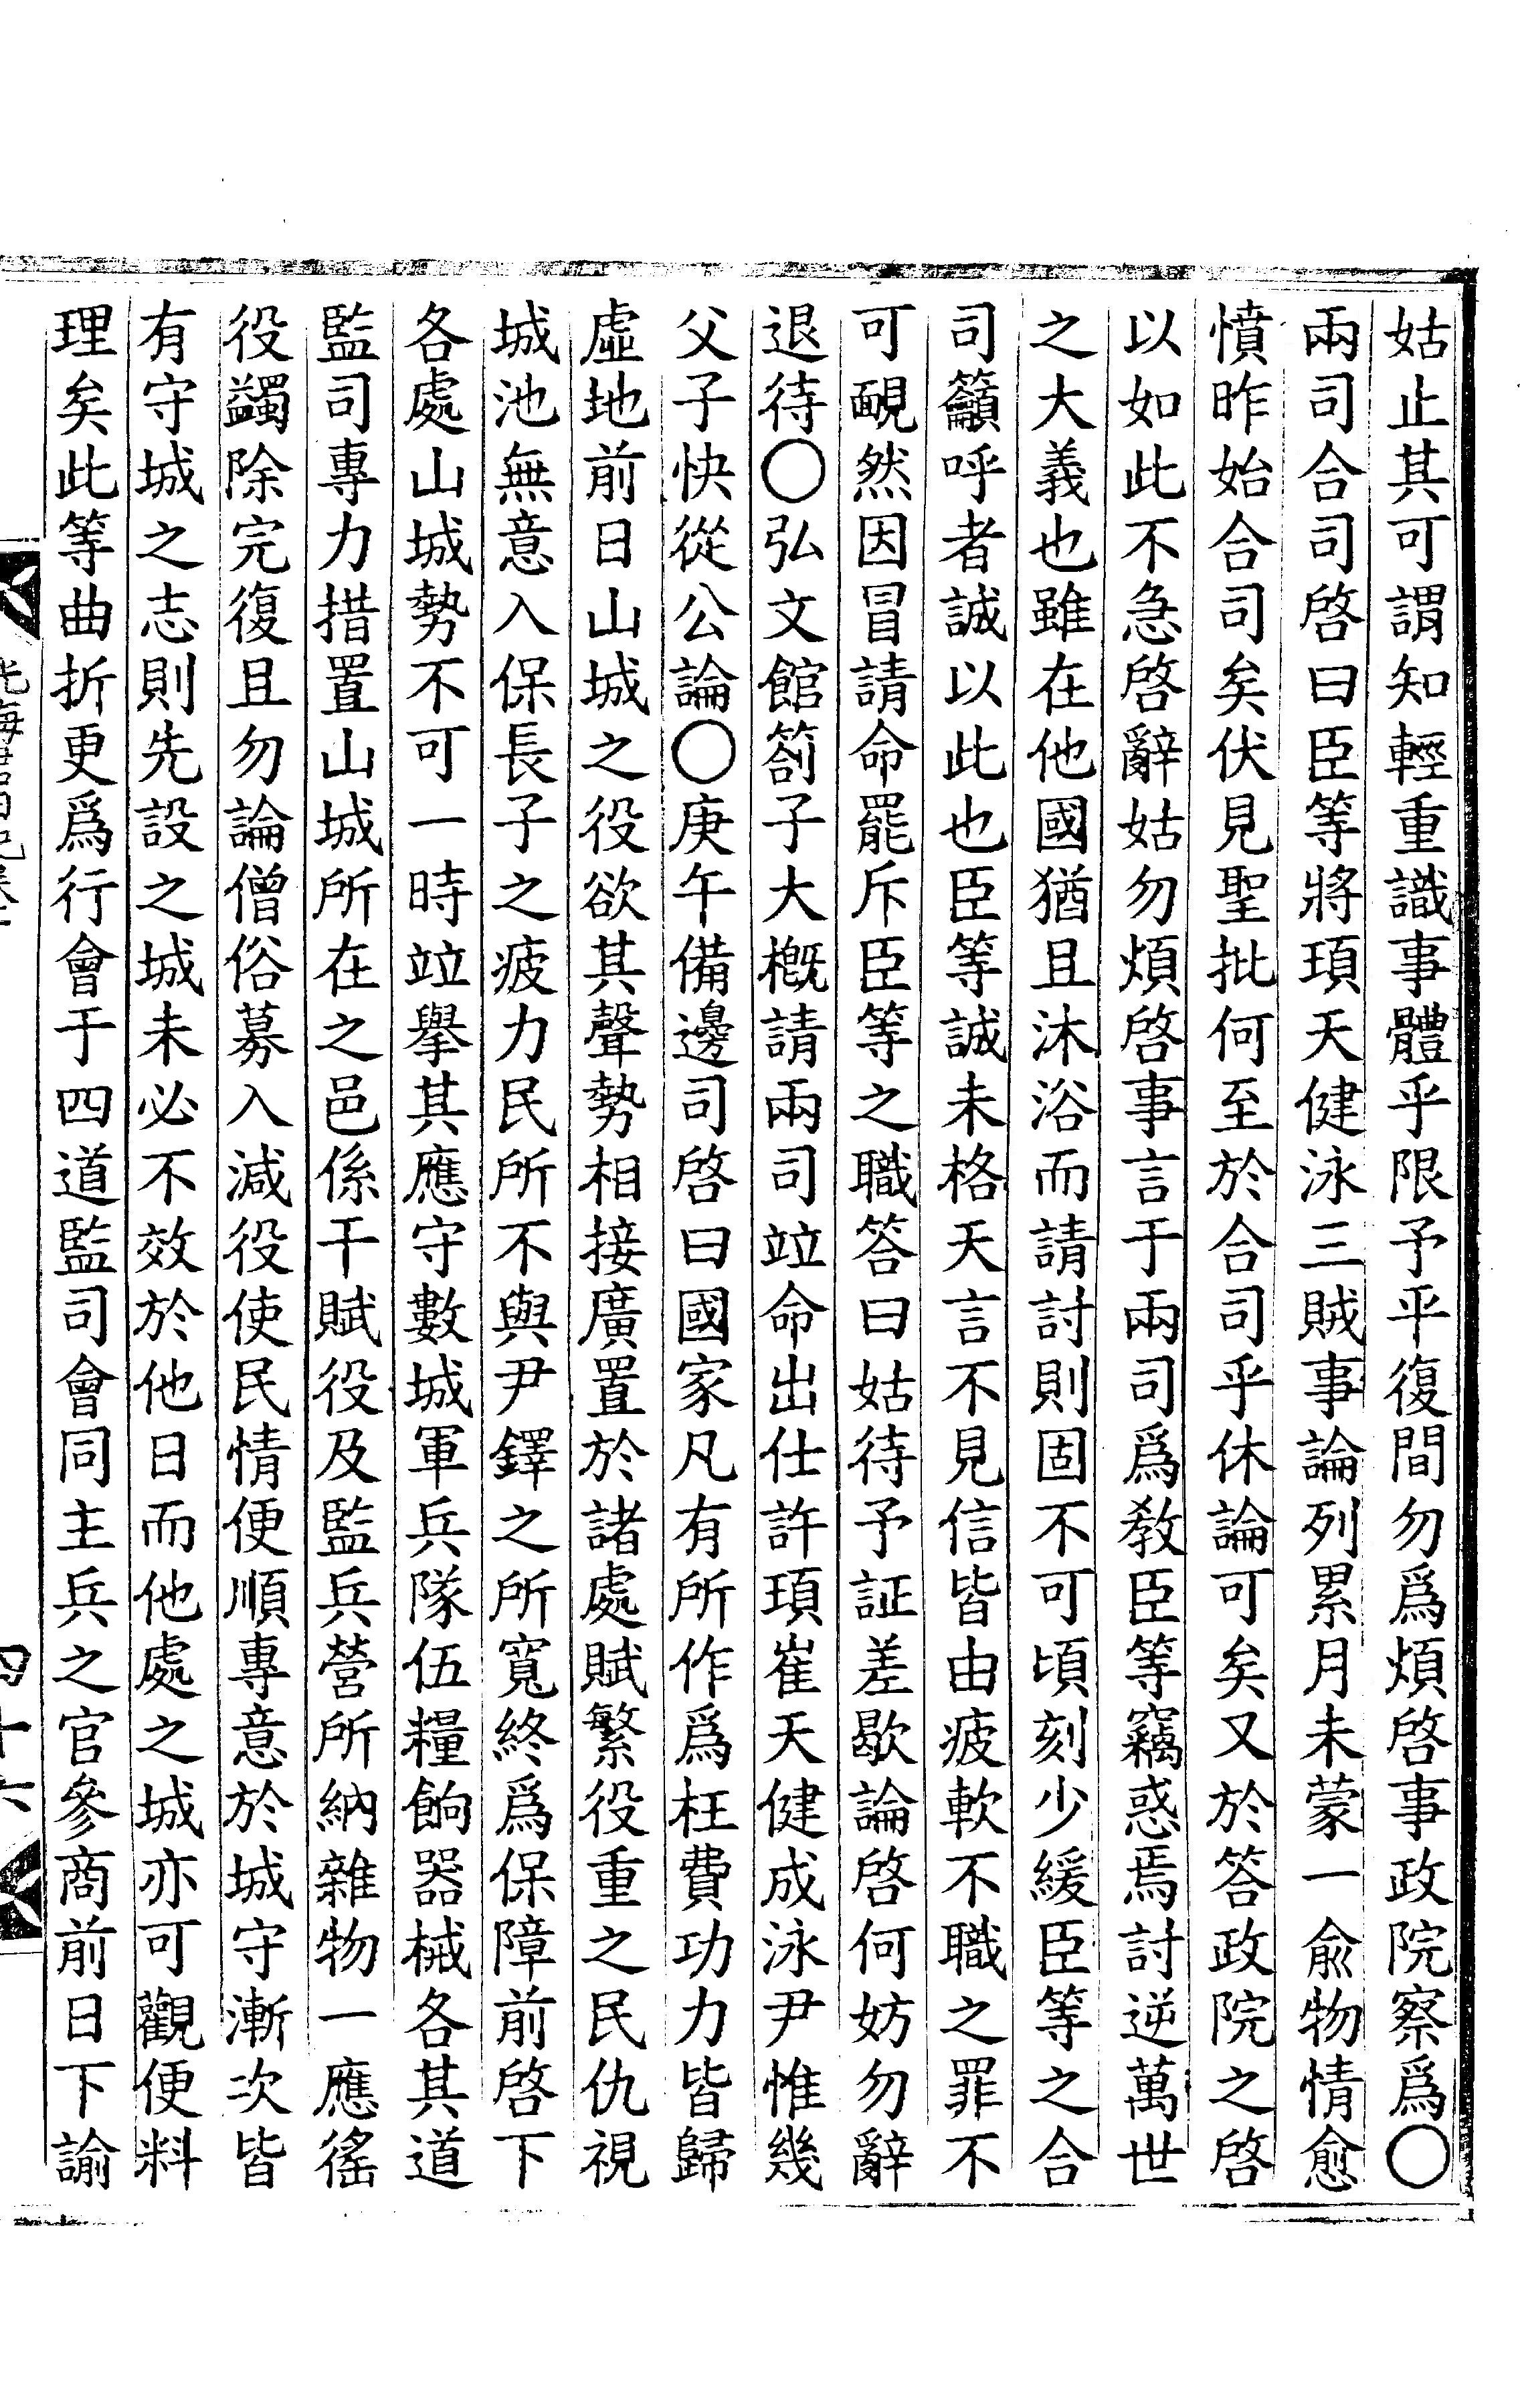 姑止其可謂知輕重識事體乎限予平復間勿爲煩啓事政院察爲〇
兩司合司啓曰臣等將頊天健泳三賊事論列累月未蒙一兪物情愈
憤昨始合司矣伏見聖批何至於合司乎休論可矣又於答政院之啓
以如此不急啓辭姑勿煩啓事言于兩司爲敎臣等竊惑焉討逆萬世
之大義也雖在他國猶且沐浴而請討則固不可頃刻少緩臣等之合
司籲呼者誠以此也臣等誠未格天言不見信皆由疲軟不職之罪不
可靦然因冒請命罷斥臣等之職答曰姑待予証差歇論啓何妨勿辭
退待〇弘文館箚子大槪請兩司竝命出仕許頊崔天健成泳尹惟幾
父子快從公論〇庚午備邊司啓曰國家凡有所作爲枉費功力皆歸
虛地前日山城之役欲其聲勢相接廣置於諸處賦繁役重之民仇視
城池無意入保長子之疲力民所不與尹鐸之所寬終爲保障前啓下
各處山城勢不可一時竝擧其應守數城軍兵隊伍糧餉器械各其道
監司專力措置山城所在之邑係干賦役及監兵營所納雜物一應徭
役蠲除完復且勿論僧俗募入減役使民情便順專意於城守漸次皆
有守城之志則先設之城未必不效於他日而他處之城亦可觀便料
理矣此等曲折更爲行會于四道監司會同主兵之官參商前日下諭
四十六